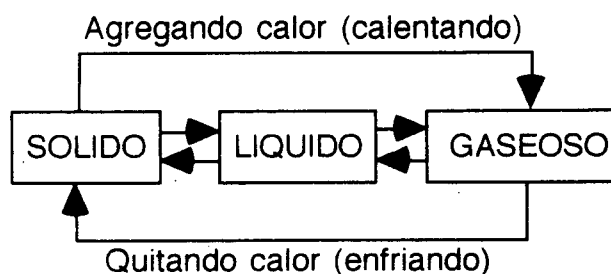 Agregando calor (calentando)
SOLIDO LIQUIDO GASEOSO
Quitando calor (enfriando)